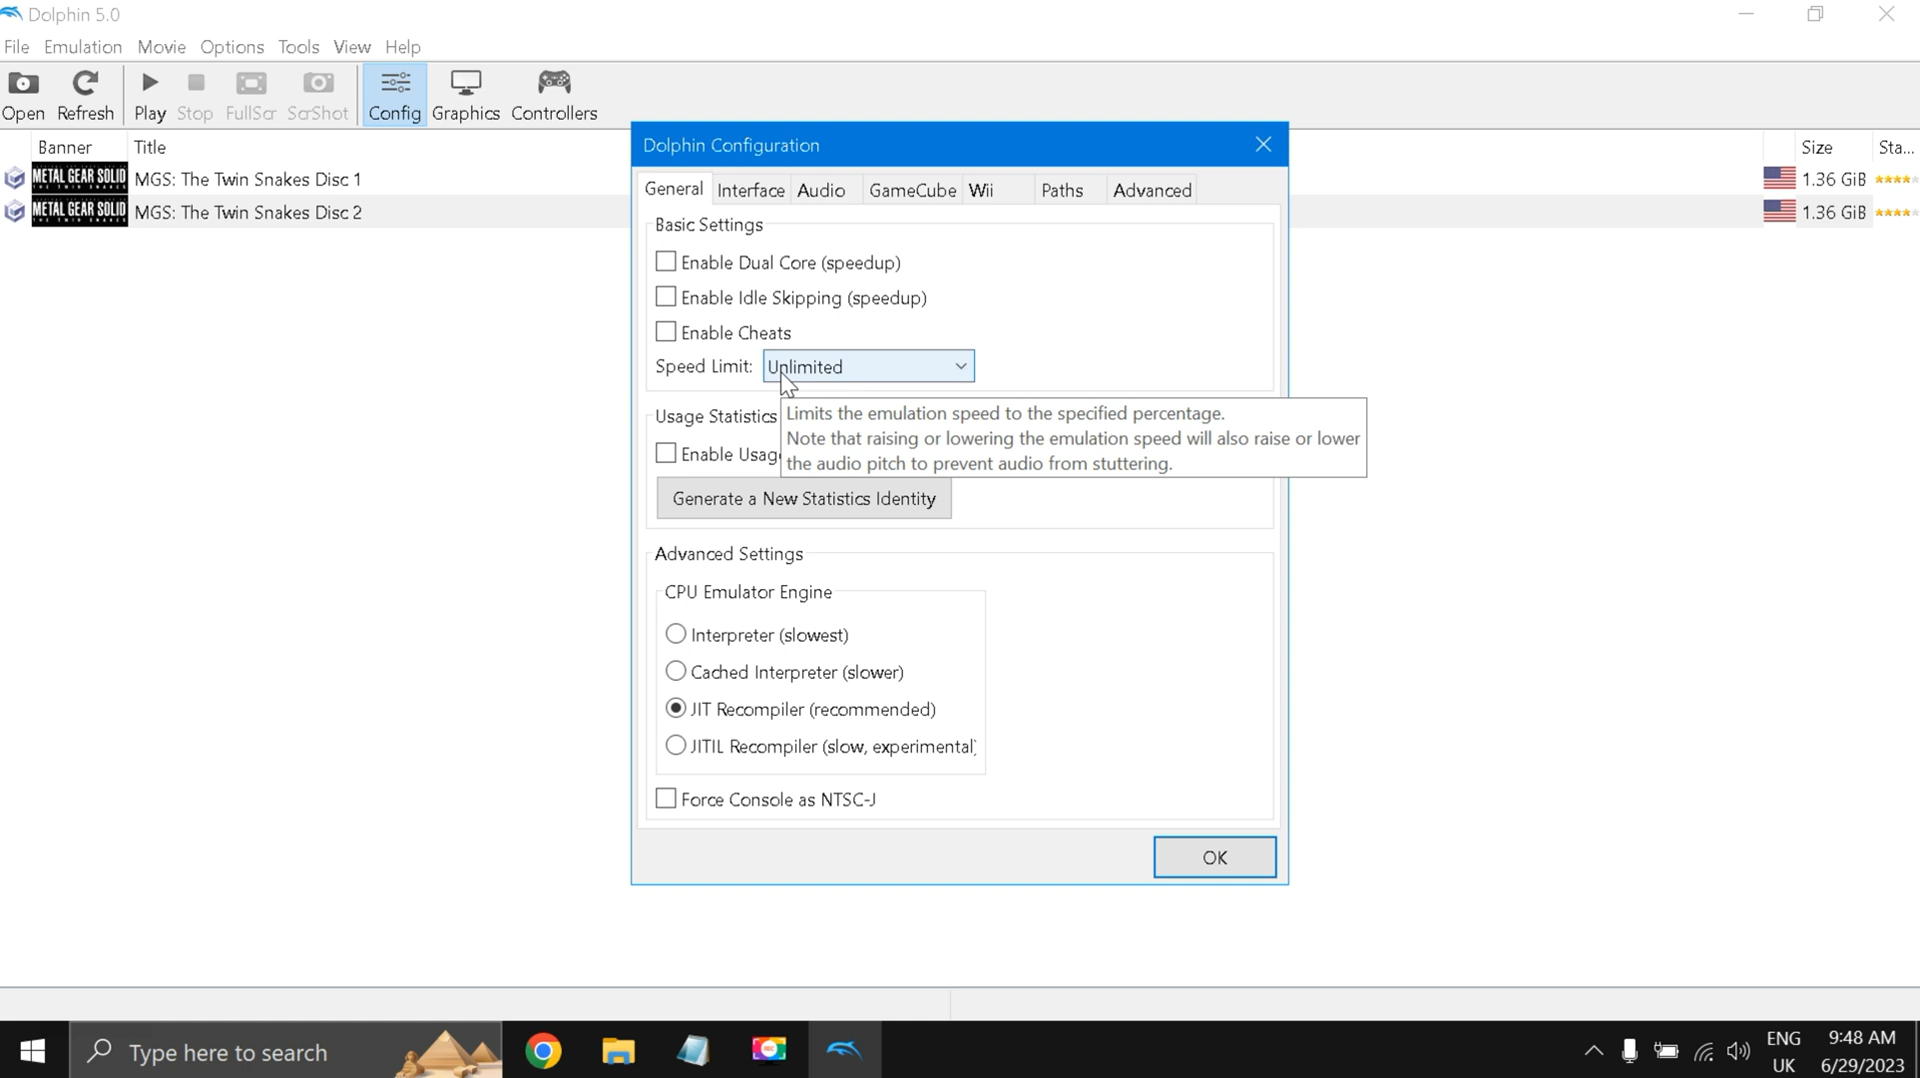 Dolphin 5.0
File Emulation Movie Options Tools View Help
Open Refresh Play Stop FullScr ScrShot Config Graphics Controllers
Banner Title Size Sta...
METAL GEAR SOLID MGS: The Twin Snakes Disc 1 1.36 GiB
METAL GEAR SOLID MGS: The Twin Snakes Disc 2 1.36 GiB
Dolphin Configuration
General Interface Audio GameCube Wii Paths Advanced
Basic Settings
Enable Dual Core (speedup)
Enable Idle Skipping (speedup)
Enable Cheats
Speed Limit: Unlimited
Usage Statistics
Enable Usag
Limits the emulation speed to the specified percentage.
Note that raising or lowering the emulation speed will also raise or lower
the audio pitch to prevent audio from stuttering.
Generate a New Statistics Identity
Advanced Settings
CPU Emulator Engine
Interpreter (slowest)
Cached Interpreter (slower)
JIT Recompiler (recommended)
JITIL Recompiler (slow, experimental)
Force Console as NTSC-J
OK
Type here to search
ENG
UK
9:48 AM
6/29/2023